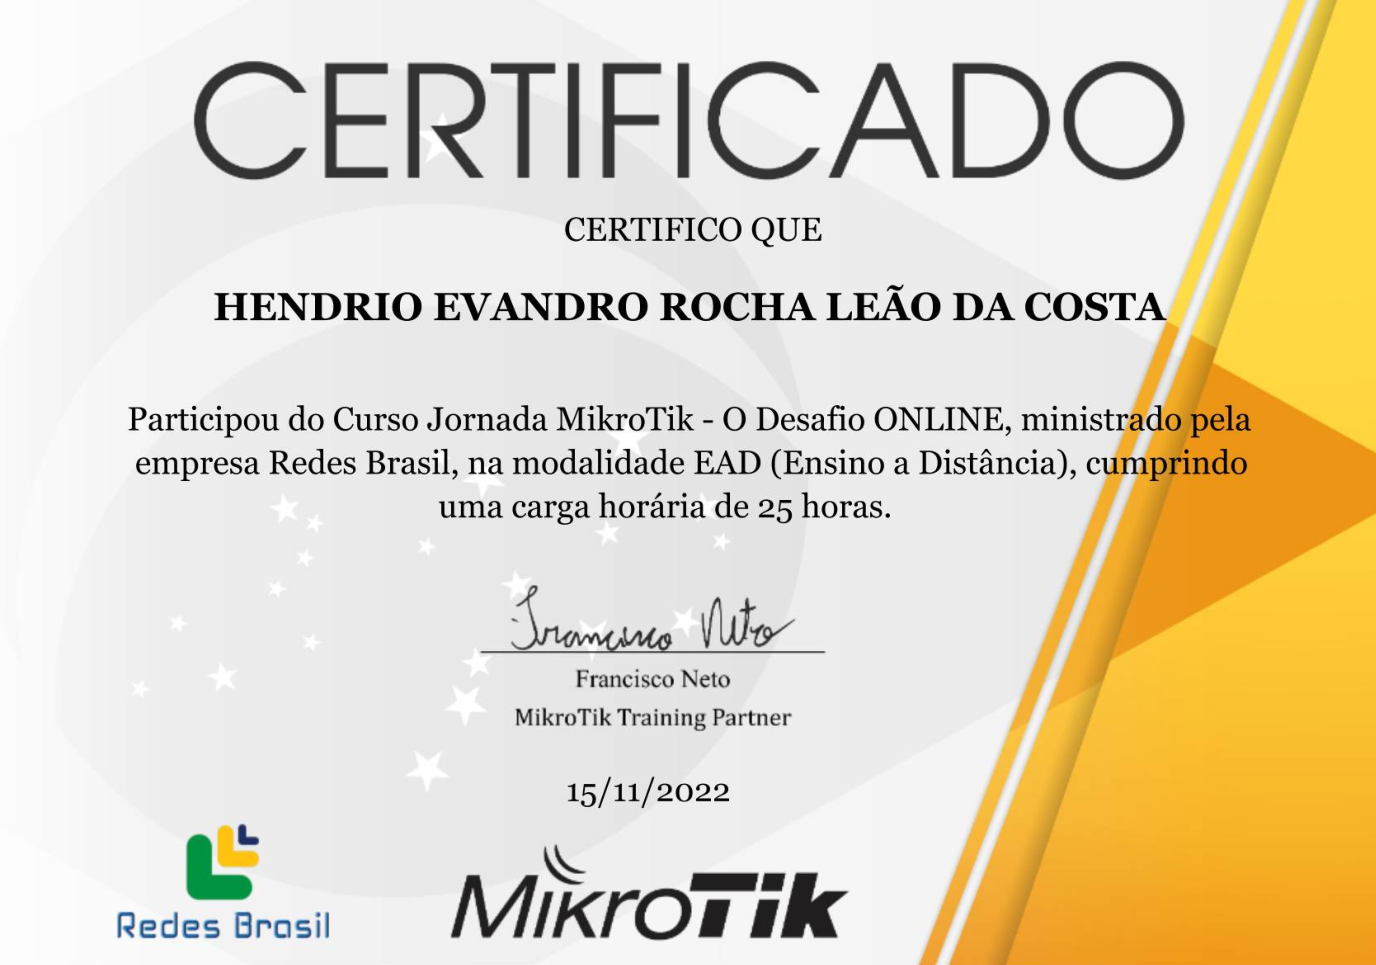 CERTIFICADO
CERTIFICO QUE
HENDRIO EVANDRO ROCHA LEÃO DA COSTA
Participou do Curso Jornada MikroTik - O Desafio ONLINE, ministrado pela
empresa Redes Brasil, na modalidade EAD (Ensino a Distância), cumprindo
uma carga horária de 25 horas.
Francisco Neto
Francisco Neto
MikroTik Training Partner
15/11/2022
Redes Brasil
MikroTik